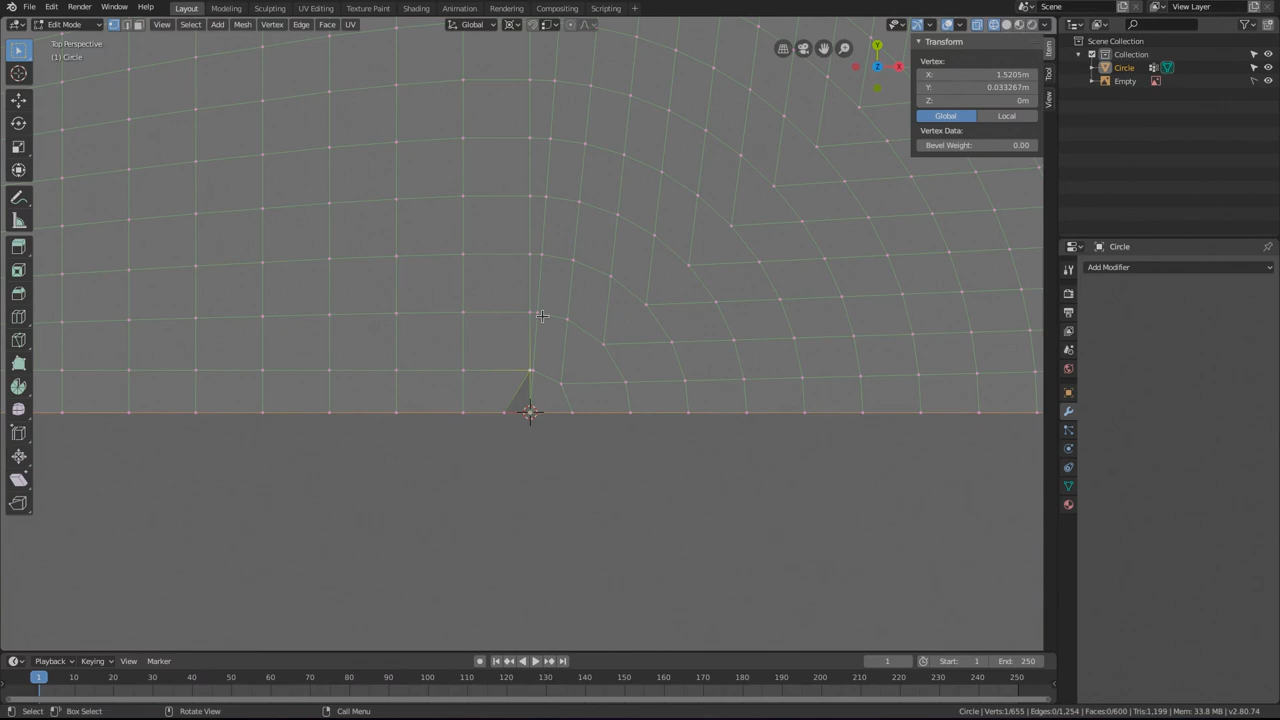 File Edit Render Window Help Layout Modeling Sculpting UV Editing Texture Paint Shading Animation Rendering Compositing Scripting + Scene View Layer
Edit Mode View Select Add Mesh Vertex Edge Face UV Global
Top Perspective
(1) Circle
Y
X
Z
Transform
Vertex:
X: 1.5205m
Y: 0.033267m
Z: 0m
Global Local
Vertex Data:
Bevel Weight: 0.00
Item
Tool
View
Scene Collection
Collection
Circle
Empty
Circle
Add Modifier
Playback Keying View Marker 1 Start: 1 End: 250
1 10 20 30 40 50 60 70 80 90 100 110 120 130 140 150 160 170 180 190 200 210 220 230 240 250
Select Box Select Rotate View Call Menu Circle | Verts:1/655 | Edges:0/1,254 | Faces:0/600 | Tris:1,199 | Mem: 33.8 MB | v2.80.74